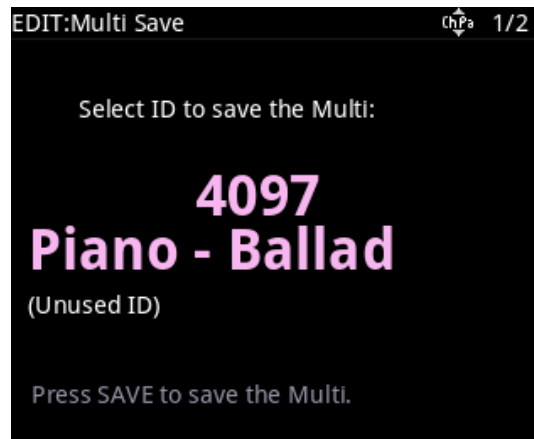 EDIT:Multi Save
ChPa 1/2
Select ID to save the Multi:
4097
Piano - Ballad
(Unused ID)
Press SAVE to save the Multi.